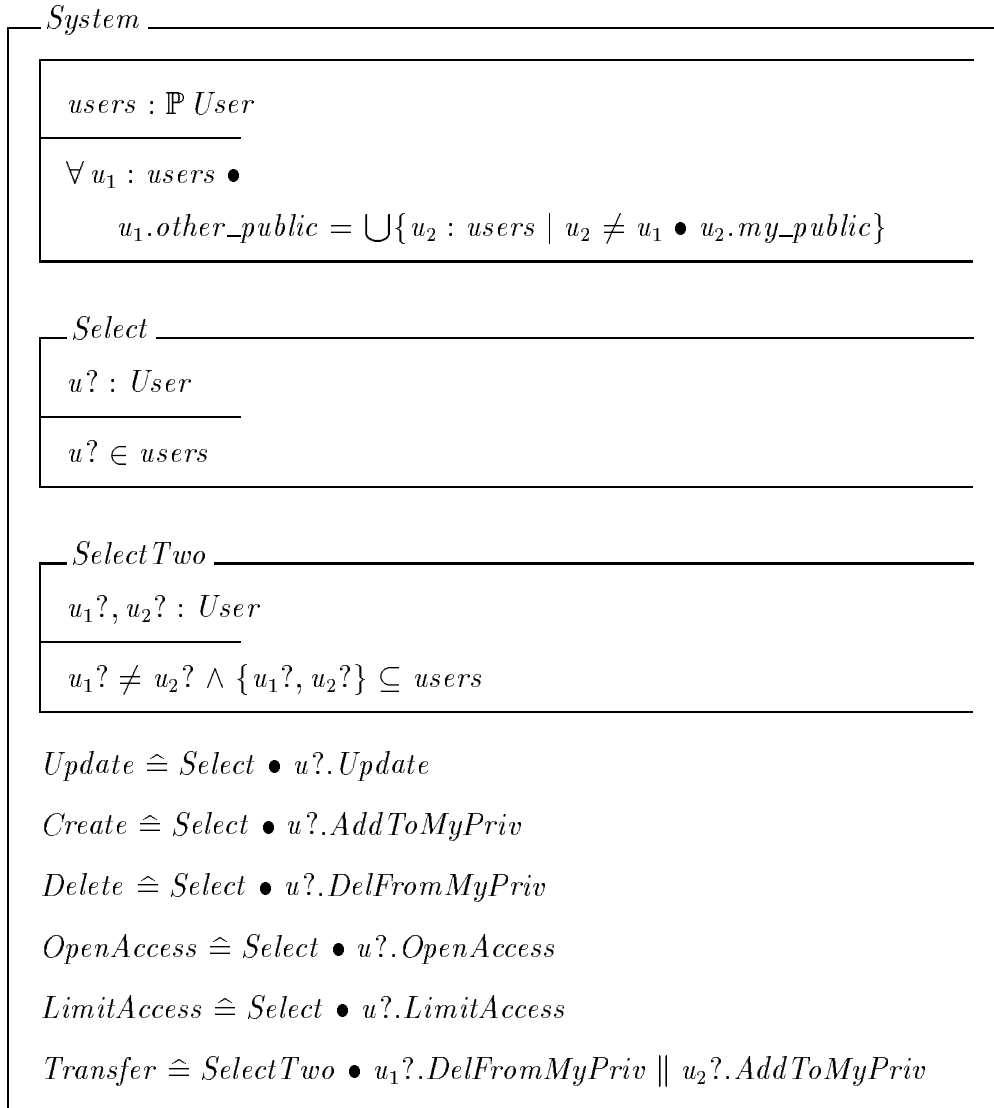 System
users : ℙ User
∀ u₁ : users •
u₁.other_public = ⋃{u₂ : users | u₂ ≠ u₁ • u₂.my_public}
Select
u? : User
u? ∈ users
SelectTwo
u₁?, u₂? : User
u₁? ≠ u₂? ∧ {u₁?, u₂?} ⊆ users
Update ≙ Select • u?.Update
Create ≙ Select • u?.AddToMyPriv
Delete ≙ Select • u?.DelFromMyPriv
OpenAccess ≙ Select • u?.OpenAccess
LimitAccess ≙ Select • u?.LimitAccess
Transfer ≙ SelectTwo • u₁?.DelFromMyPriv ∥ u₂?.AddToMyPriv